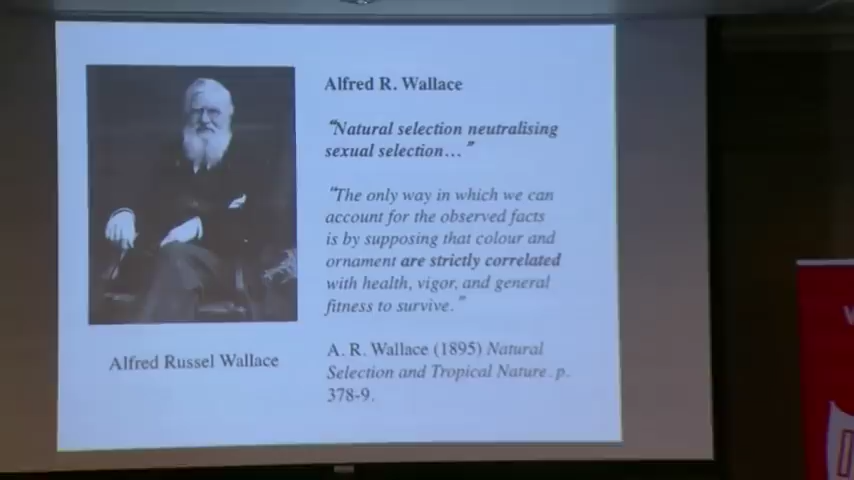 Alfred R. Wallace
"Natural selection neutralising
sexual selection…"
"The only way in which we can
account for the observed facts
is by supposing that colour and
ornament are strictly correlated
with health, vigor, and general
fitness to survive."
A. R. Wallace (1895) Natural
Selection and Tropical Nature. p.
378-9.
Alfred Russel Wallace